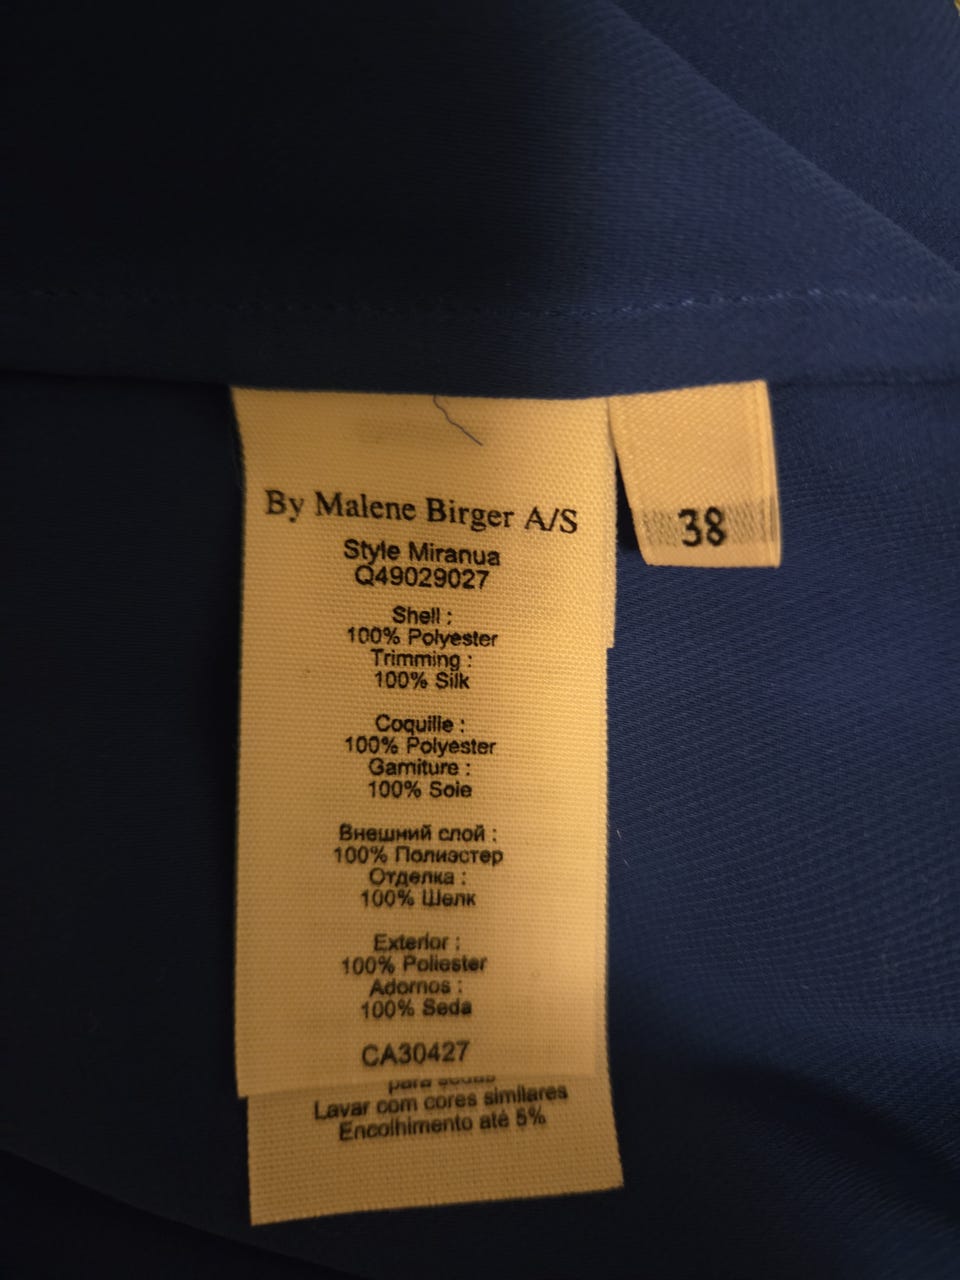 By Malene Birger A/S
38
Style Miranua
Q49029027
Shell :
100% Polyester
Trimming :
100% Silk
Coquille :
100% Polyester
Garniture :
100% Soie
Внешний слой :
100% Полиэстер
Отделка :
100% Шелк
Exterior :
100% Poliester
Adornos :
100% Seda
CA30427
para
Lavar com cores similares
Encolhimento até 5%